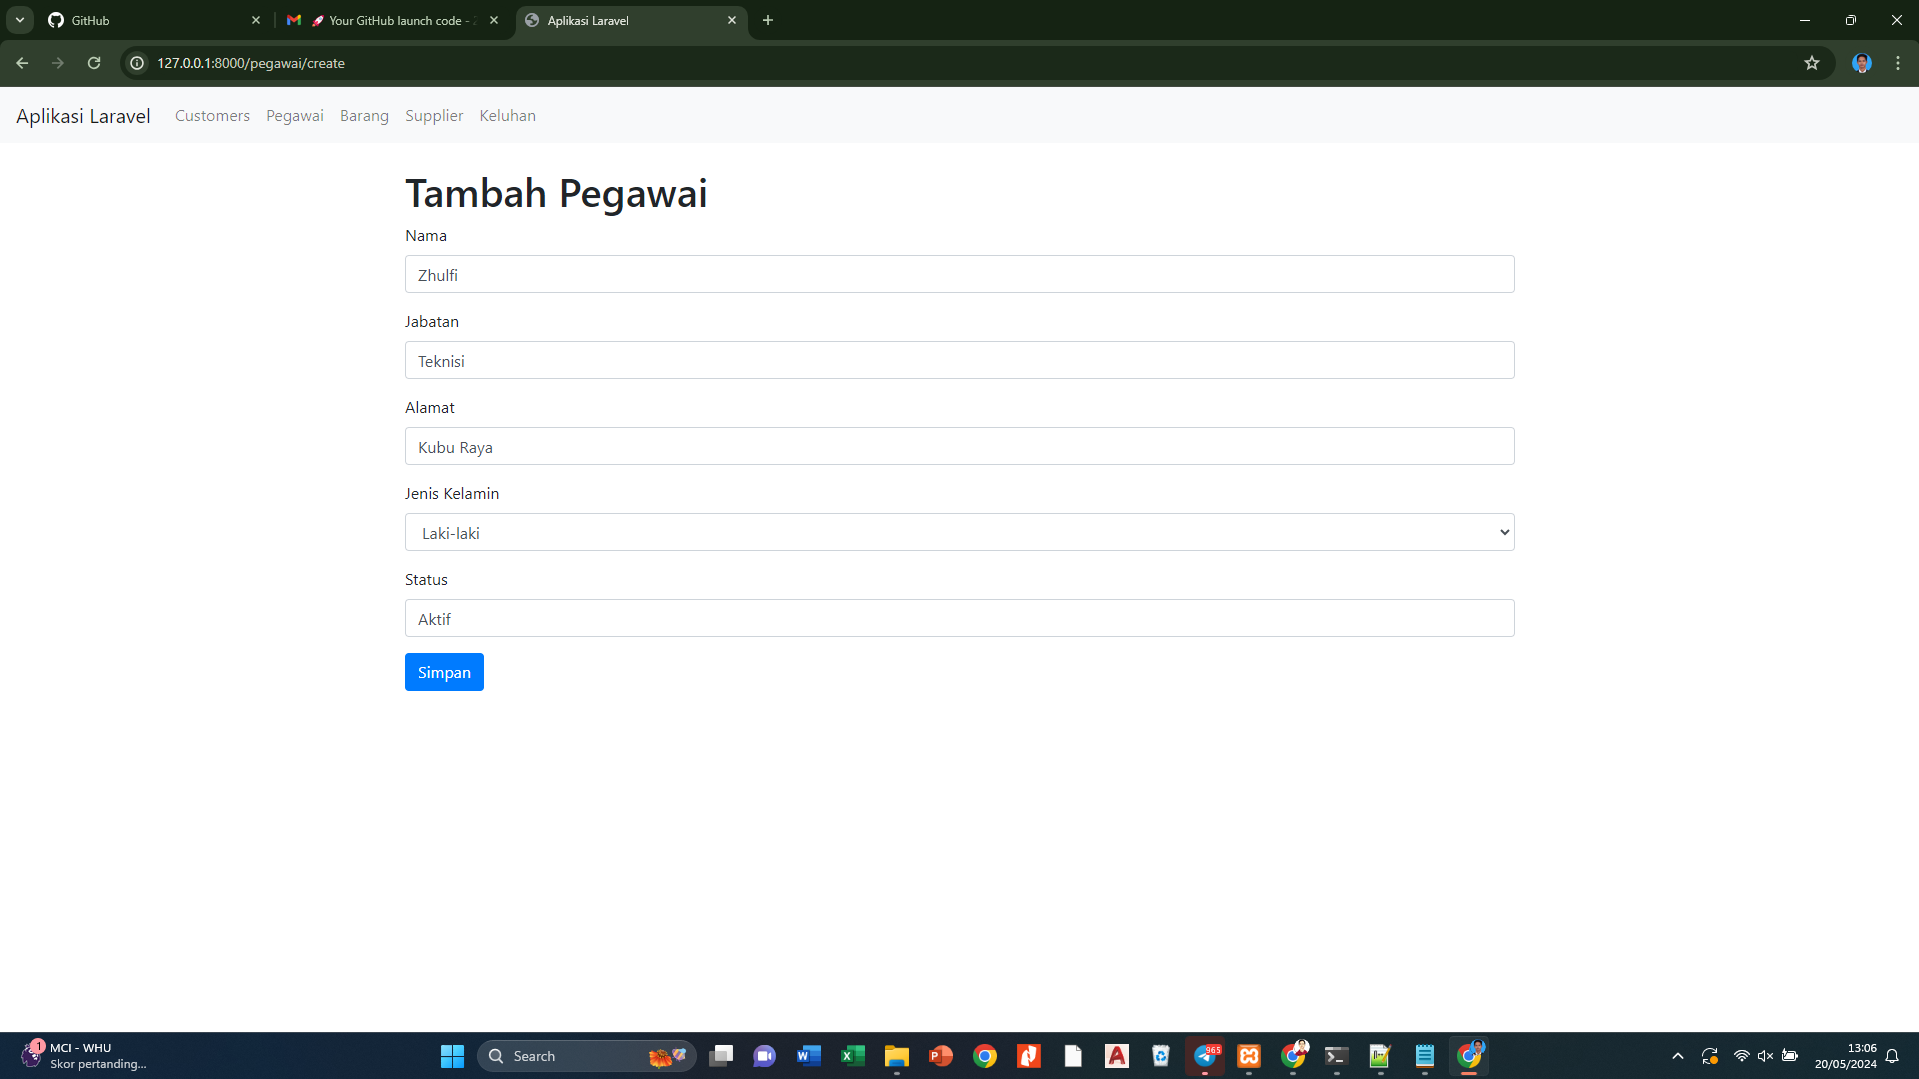 GitHub
🚀 Your GitHub launch code -
Aplikasi Laravel
127.0.0.1:8000/pegawai/create
Aplikasi Laravel Customers Pegawai Barang Supplier Keluhan
Tambah Pegawai
Nama
Zhulfi
Jabatan
Teknisi
Alamat
Kubu Raya
Jenis Kelamin
Laki-laki
Status
Aktif
Simpan
1
MCI - WHU
Skor pertanding...
Search
965
13:06
20/05/2024